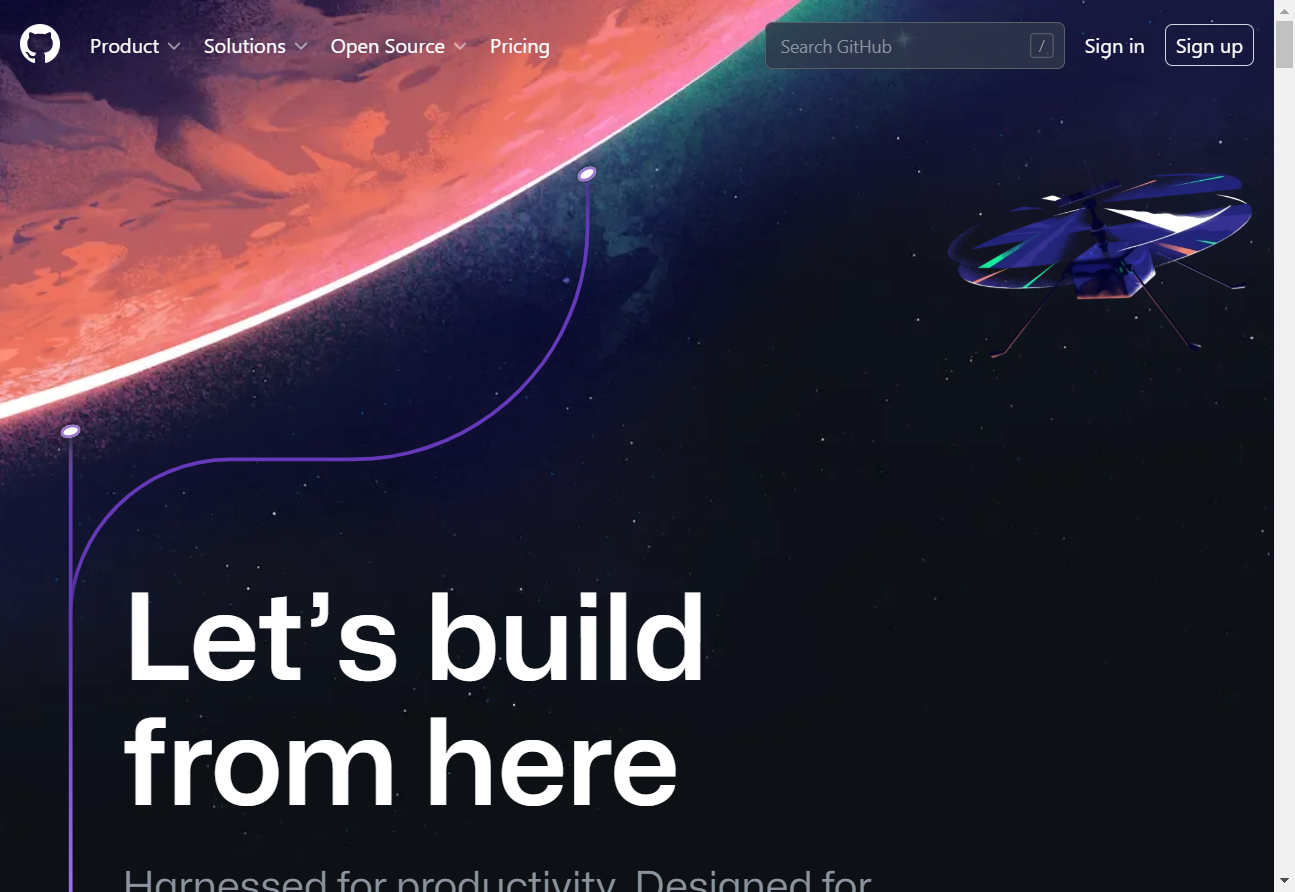 Product Solutions Open Source Pricing Search GitHub / Sign in Sign up
Let’s build
from here
Harnessed for productivity. Designed for